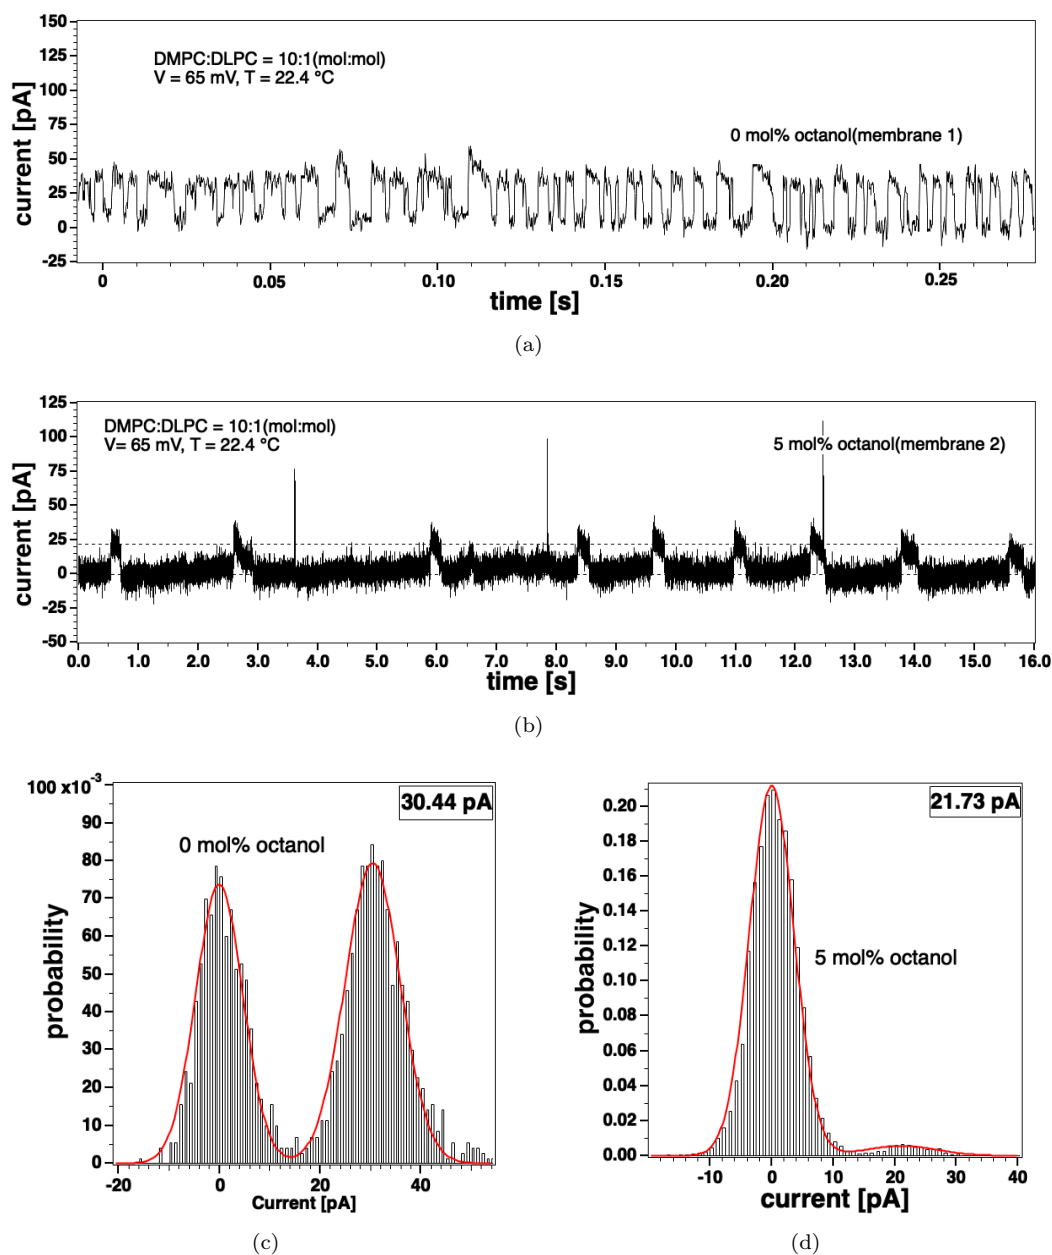 150
125
100
75
50
25
0
-25
current [pA]
DMPC:DLPC = 10:1(mol:mol)
V = 65 mV, T = 22.4 °C
0 mol% octanol(membrane 1)
0 0.05 0.10 0.15 0.20 0.25
time [s]
(a)
125
100
75
50
25
0
-25
-50
current [pA]
DMPC:DLPC = 10:1(mol:mol)
V= 65 mV, T = 22.4 °C
5 mol% octanol(membrane 2)
0.0 1.0 2.0 3.0 4.0 5.0 6.0 7.0 8.0 9.0 10.0 11.0 12.0 13.0 14.0 15.0 16.0
time [s]
(b)
100 x10-3
90
80
70
60
50
40
30
20
10
0
probability
30.44 pA
0 mol% octanol
-20 0 20 40
Current [pA]
(c)
0.20
0.18
0.16
0.14
0.12
0.10
0.08
0.06
0.04
0.02
0.00
probability
21.73 pA
5 mol% octanol
-10 0 10 20 30 40
current [pA]
(d)